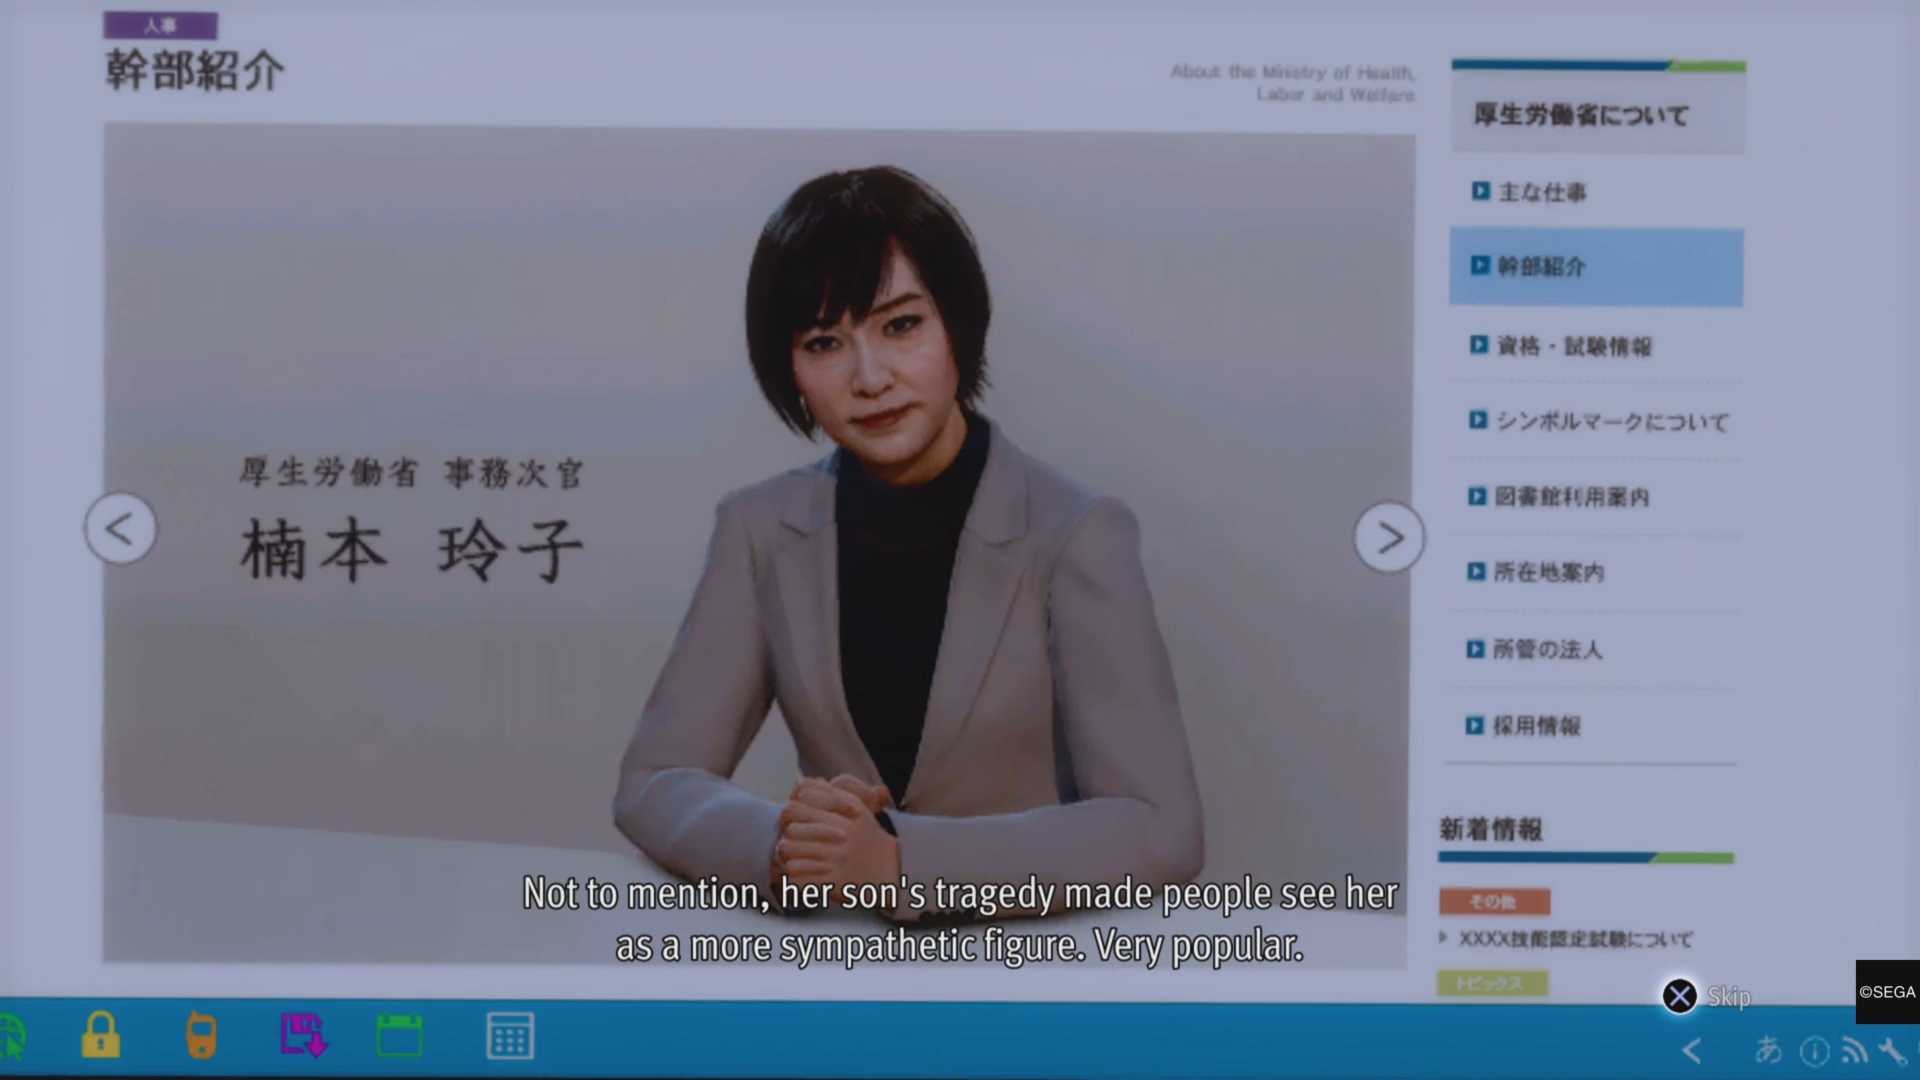 人事
幹部紹介
About the Ministry of Health,
Labor and Welfare
厚生労働省 事務次官
楠本 玲子
厚生労働省について
主な仕事
幹部紹介
資格・試験情報
シンボルマークについて
図書館利用案内
所在地案内
所管の法人
採用情報
新着情報
その他
XXXX技能認定試験について
トピックス
Not to mention, her son's tragedy made people see her
as a more sympathetic figure. Very popular.
Skip
©SEGA
あ